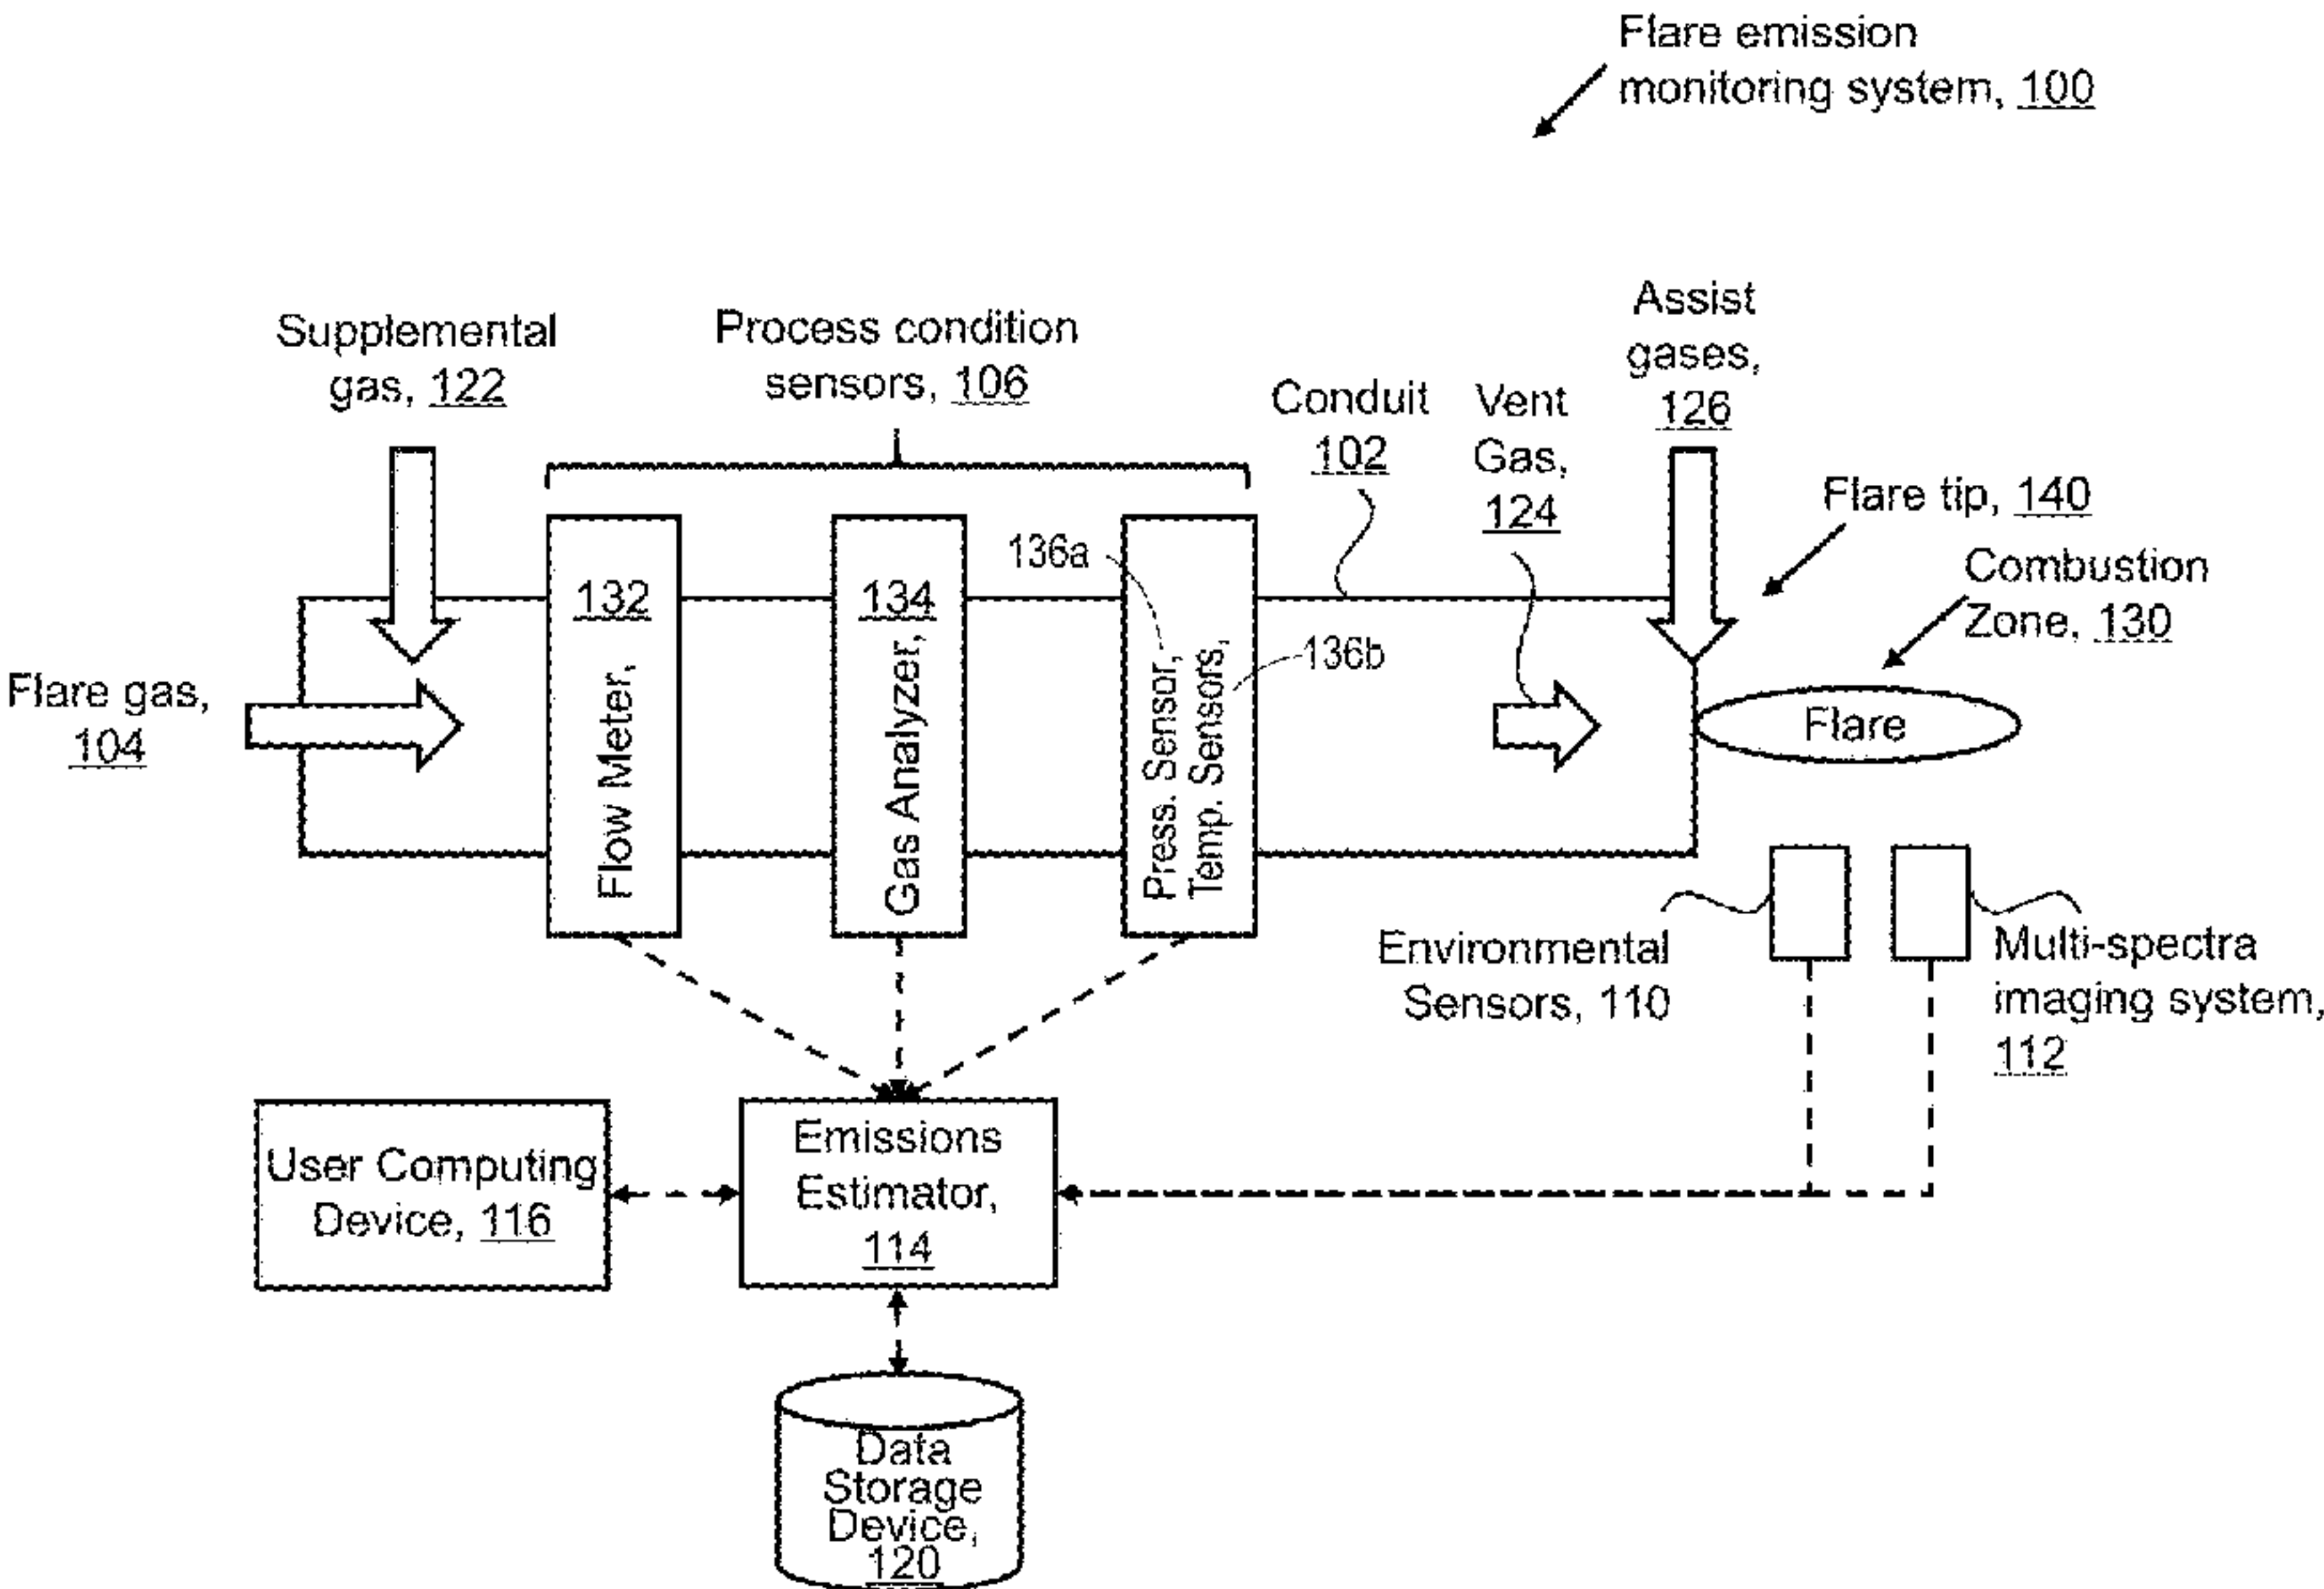 Flare emission
monitoring system, 100
Supplemental
gas, 122
Process condition
sensors, 106
Conduit
102
Vent
Gas,
124
Assist
gases,
126
Flare tip, 140
Combustion
Zone, 130
Flare gas,
104
132
Flow Meter,
134
Gas Analyzer,
136a
Press. Sensor,
Temp. Sensors,
136b
Flare
Environmental
Sensors, 110
Multi-spectra
imaging system,
112
User Computing
Device, 116
Emissions
Estimator,
114
Data
Storage
Device,
120